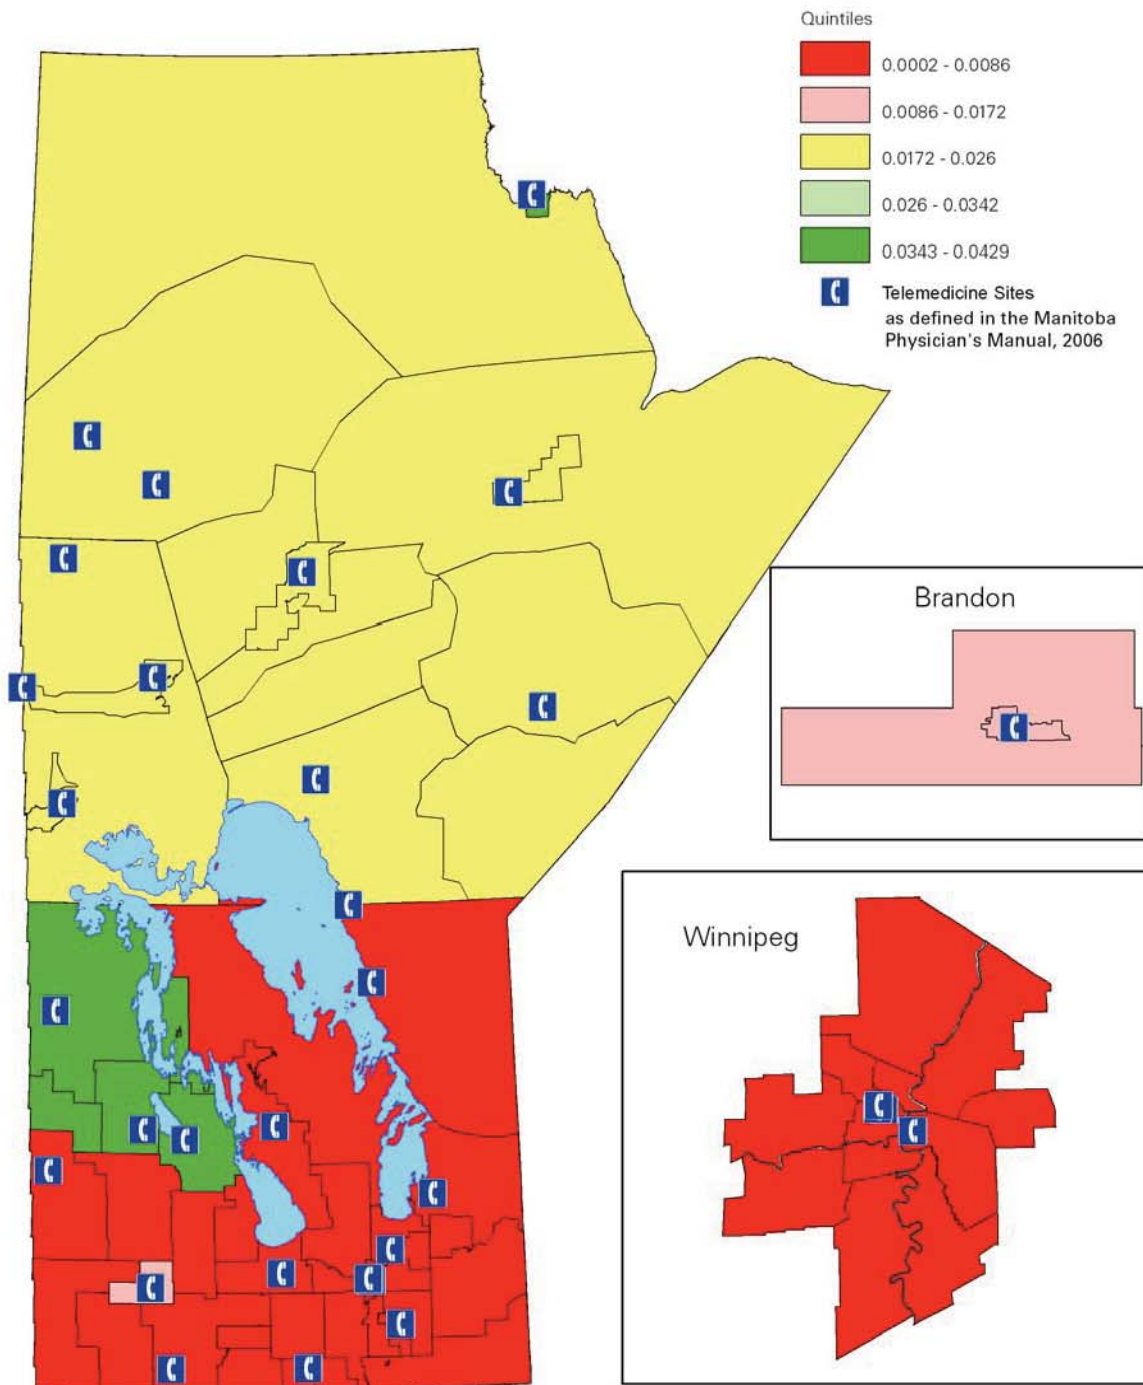 Quintiles
0.0002 - 0.0086
0.0086 - 0.0172
0.0172 - 0.026
0.026 - 0.0342
0.0343 - 0.0429
Telemedicine Sites
as defined in the Manitoba
Physician's Manual, 2006
Brandon
Winnipeg